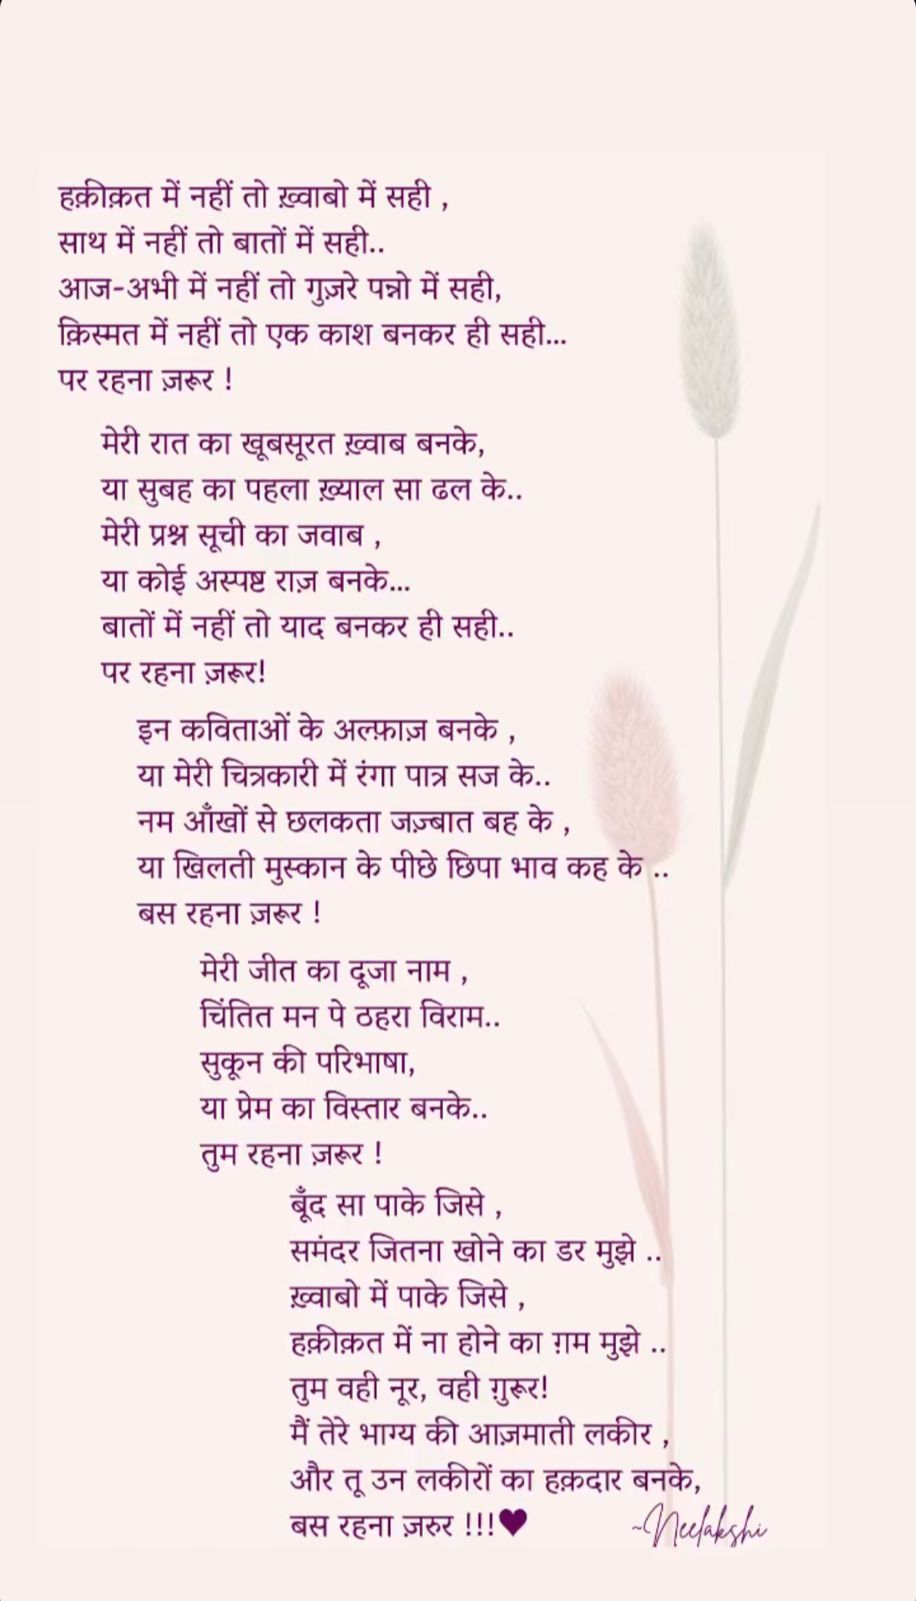 हक़ीक़त में नहीं तो ख़्वाबो में सही ,
साथ में नहीं तो बातों में सही..
आज-अभी में नहीं तो गुज़रे पन्नो में सही,
क़िस्मत में नहीं तो एक काश बनकर ही सही...
पर रहना ज़रूर !
मेरी रात का खूबसूरत ख़्वाब बनके,
या सुबह का पहला ख़्याल सा ढल के..
मेरी प्रश्न सूची का जवाब ,
या कोई अस्पष्ट राज़ बनके...
बातों में नहीं तो याद बनकर ही सही..
पर रहना ज़रूर!
इन कविताओं के अल्फ़ाज़ बनके ,
या मेरी चित्रकारी में रंगा पात्र सज के..
नम आँखों से छलकता जज़्बात बह के ,
या खिलती मुस्कान के पीछे छिपा भाव कह के ..
बस रहना ज़रूर !
मेरी जीत का दूजा नाम ,
चिंतित मन पे ठहरा विराम..
सुकून की परिभाषा,
या प्रेम का विस्तार बनके..
तुम रहना ज़रूर !
बूँद सा पाके जिसे ,
समंदर जितना खोने का डर मुझे ..
ख़्वाबो में पाके जिसे ,
हक़ीक़त में ना होने का ग़म मुझे ..
तुम वही नूर, वही ग़ुरूर!
मैं तेरे भाग्य की आज़माती लकीर ,
और तू उन लकीरों का हक़दार बनके,
बस रहना ज़रुर !!!♥
~Neelakshi